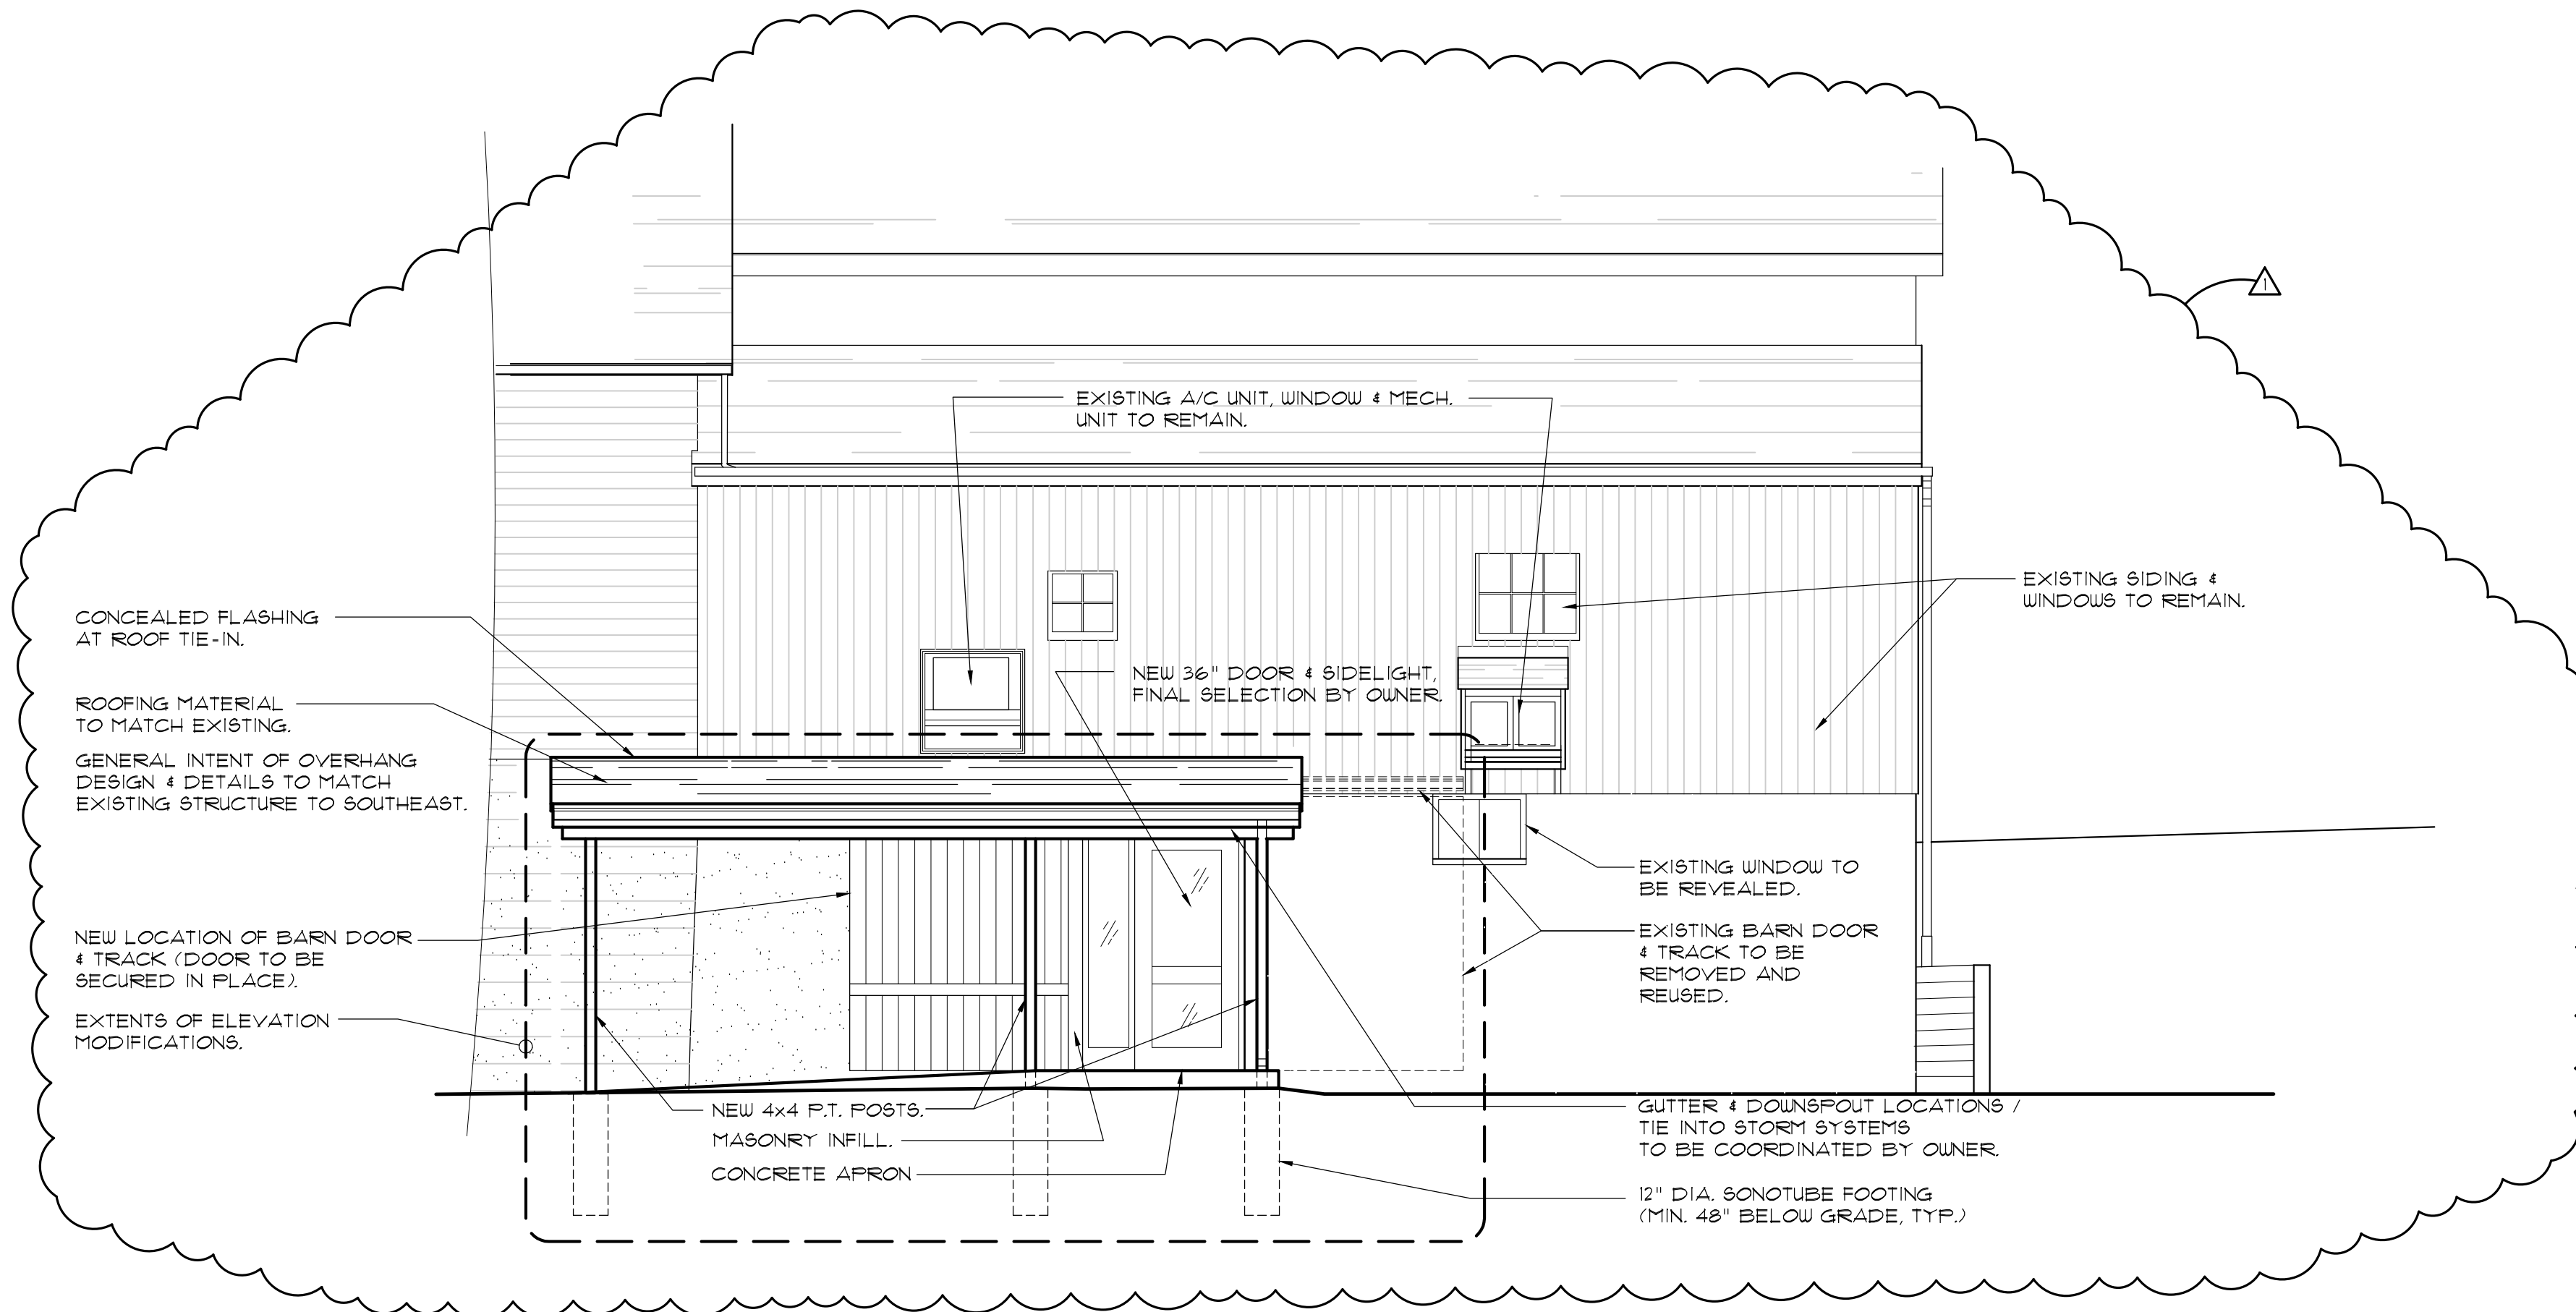 1
EXISTING A/C UNIT, WINDOW & MECH.
UNIT TO REMAIN.
EXISTING SIDING &
WINDOWS TO REMAIN.
CONCEALED FLASHING
AT ROOF TIE-IN.
NEW 36" DOOR & SIDELIGHT,
FINAL SELECTION BY OWNER.
ROOFING MATERIAL
TO MATCH EXISTING.
GENERAL INTENT OF OVERHANG
DESIGN & DETAILS TO MATCH
EXISTING STRUCTURE TO SOUTHEAST.
EXISTING WINDOW TO
BE REVEALED.
NEW LOCATION OF BARN DOOR
& TRACK (DOOR TO BE
SECURED IN PLACE).
EXISTING BARN DOOR
& TRACK TO BE
REMOVED AND
REUSED.
EXTENTS OF ELEVATION
MODIFICATIONS.
NEW 4x4 P.T. POSTS.
MASONRY INFILL.
CONCRETE APRON
GUTTER & DOWNSPOUT LOCATIONS /
TIE INTO STORM SYSTEMS
TO BE COORDINATED BY OWNER.
12" DIA. SONOTUBE FOOTING
(MIN. 48" BELOW GRADE, TYP.)